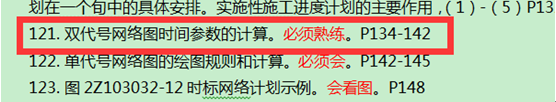 划在一个旬中的具体安排。实施性施工进度计划的主要作用，（1）-（5）P13
121. 双代号网络图时间参数的计算。必须熟练。P134-142
122. 单代号网络图的绘图规则和计算。必须会。P142-145
123. 图 2Z103032-12 时标网络计划示例。会看图。P148